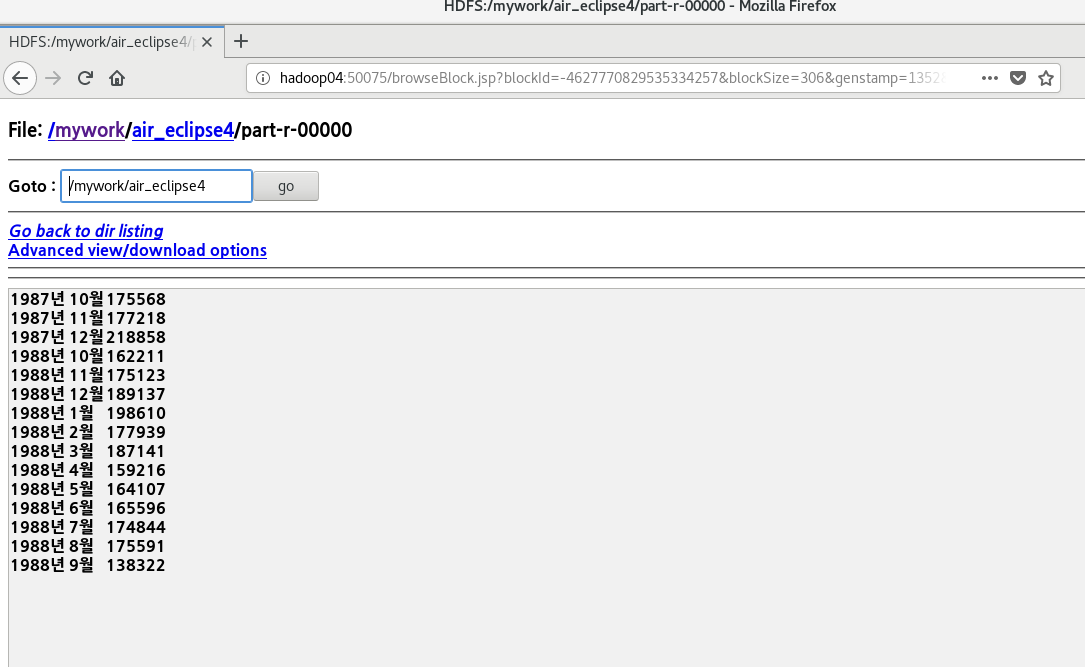 HDFS:/mywork/air_eclipse4/part-r-00000 - Mozilla Firefox
HDFS:/mywork/air_eclipse4/
hadoop04:50075/browseBlock.jsp?blockId=-4627770829535334257&blockSize=306&genstamp=1352
File: /mywork/air_eclipse4/part-r-00000
Goto : /mywork/air_eclipse4 go
Go back to dir listing
Advanced view/download options
1987년 10월 175568
1987년 11월 177218
1987년 12월 218858
1988년 10월 162211
1988년 11월 175123
1988년 12월 189137
1988년 1월 198610
1988년 2월 177939
1988년 3월 187141
1988년 4월 159216
1988년 5월 164107
1988년 6월 165596
1988년 7월 174844
1988년 8월 175591
1988년 9월 138322